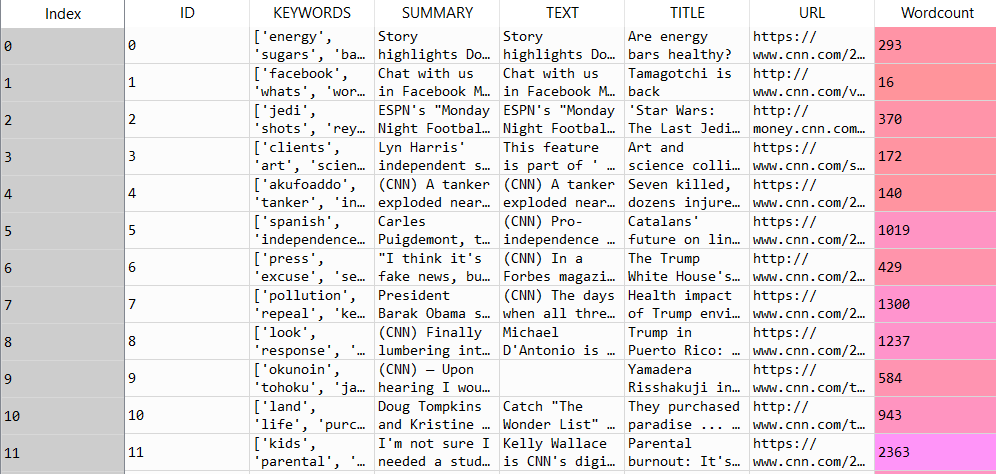 Index ID KEYWORDS SUMMARY TEXT TITLE URL Wordcount
0 0 ['energy', Story Story Are energy https:// 293
'sugars', 'ba… highlights Do… highlights Do… bars healthy? www.cnn.com/2…
1 1 ['facebook', Chat with us Chat with us Tamagotchi is http:// 16
'whats', 'wor… in Facebook M… in Facebook M… back www.cnn.com/v…
2 2 ['jedi', ESPN's "Monday ESPN's "Monday 'Star Wars: http:// 370
'shots', 'rey… Night Footbal… Night Footbal… The Last Jedi… money.cnn.com…
3 3 ['clients', Lyn Harris' This feature Art and https:// 172
'art', 'scien… independent s… is part of ' … science colli… www.cnn.com/s…
4 4 ['akufoaddo', (CNN) A tanker (CNN) A tanker Seven killed, https:// 140
'tanker', 'in… exploded near… exploded near… dozens injure… www.cnn.com/2…
5 5 ['spanish', Carles (CNN) Pro- Catalans' https:// 1019
'independence… Puigdemont, t… independence … future on lin… www.cnn.com/2…
6 6 ['press', "I think it's (CNN) In a The Trump https:// 429
'excuse', 'se… fake news, bu… Forbes magazi… White House's… www.cnn.com/2…
7 7 ['pollution', President (CNN) The days Health impact https:// 1300
'repeal', 'ke… Barak Obama s… when all thre… of Trump envi… www.cnn.com/2…
8 8 ['look', (CNN) Finally Michael Trump in https:// 1237
'response', '… lumbering int… D'Antonio is … Puerto Rico: … www.cnn.com/2…
9 9 ['okunoin', (CNN) — Upon Yamadera https:// 584
'tohoku', 'ja… hearing I wou… Risshakuji in… www.cnn.com/t…
10 10 ['land', Doug Tompkins Catch "The They purchased http:// 943
'life', 'purc… and Kristine … Wonder List" … paradise ... … www.cnn.com/t…
11 11 ['kids', I'm not sure I Kelly Wallace Parental https:// 2363
'parental', '… needed a stud… is CNN's digi… burnout: It's… www.cnn.com/2…